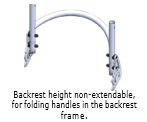 Backrest height non-extendable,
for folding handles in the backrest
frame.